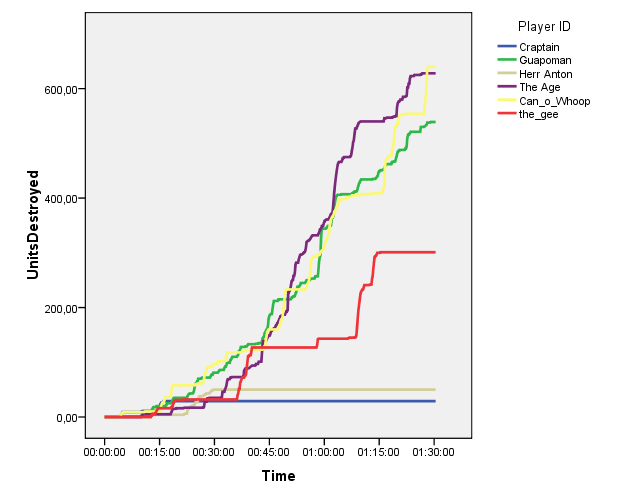 Player ID
Craptain
Guapoman
Herr Anton
The Age
Can_o_Whoop
the_gee
UnitsDestroyed
600,00
400,00
200,00
0,00
00:00:00 00:15:00 00:30:00 00:45:00 01:00:00 01:15:00 01:30:00
Time